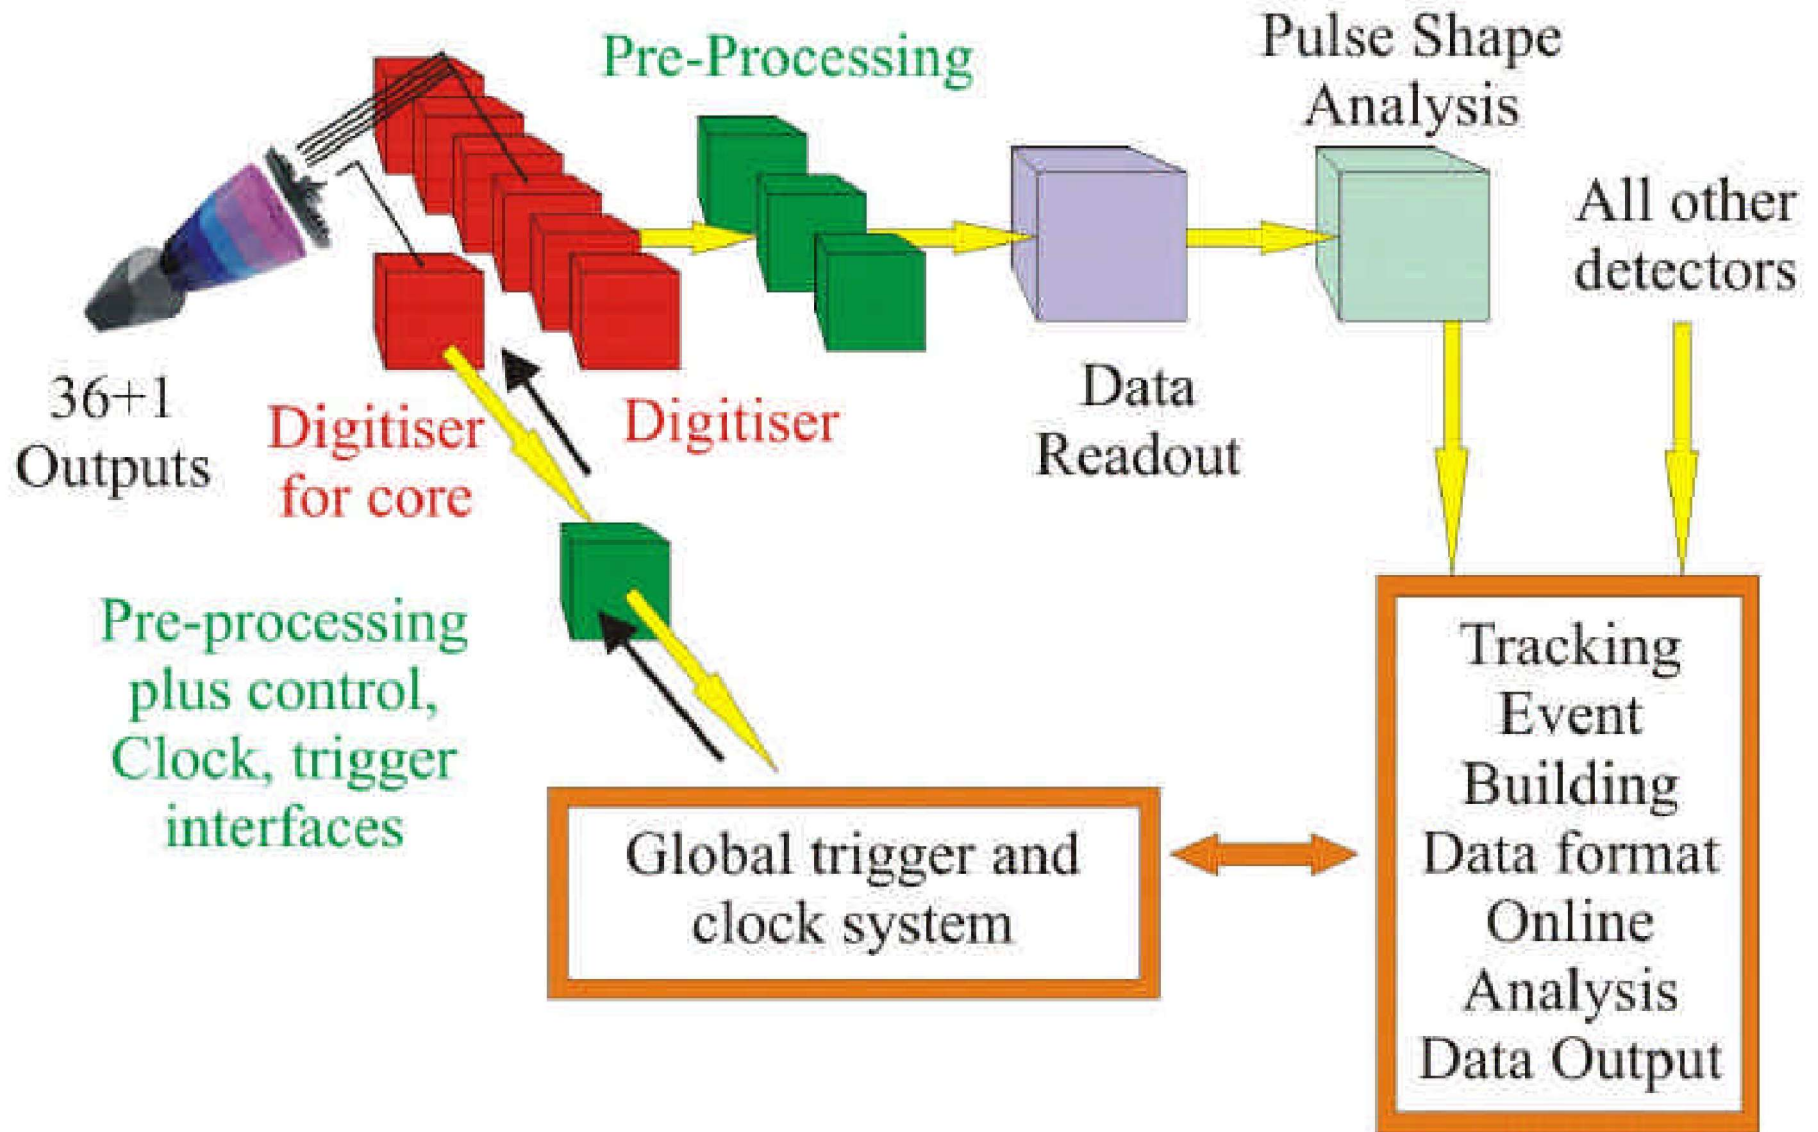 Pre-Processing
Pulse Shape
Analysis
All other
detectors
36+1
Outputs
Digitiser
for core
Digitiser
Data
Readout
Pre-processing
plus control,
Clock, trigger
interfaces
Global trigger and
clock system
Tracking
Event
Building
Data format
Online
Analysis
Data Output